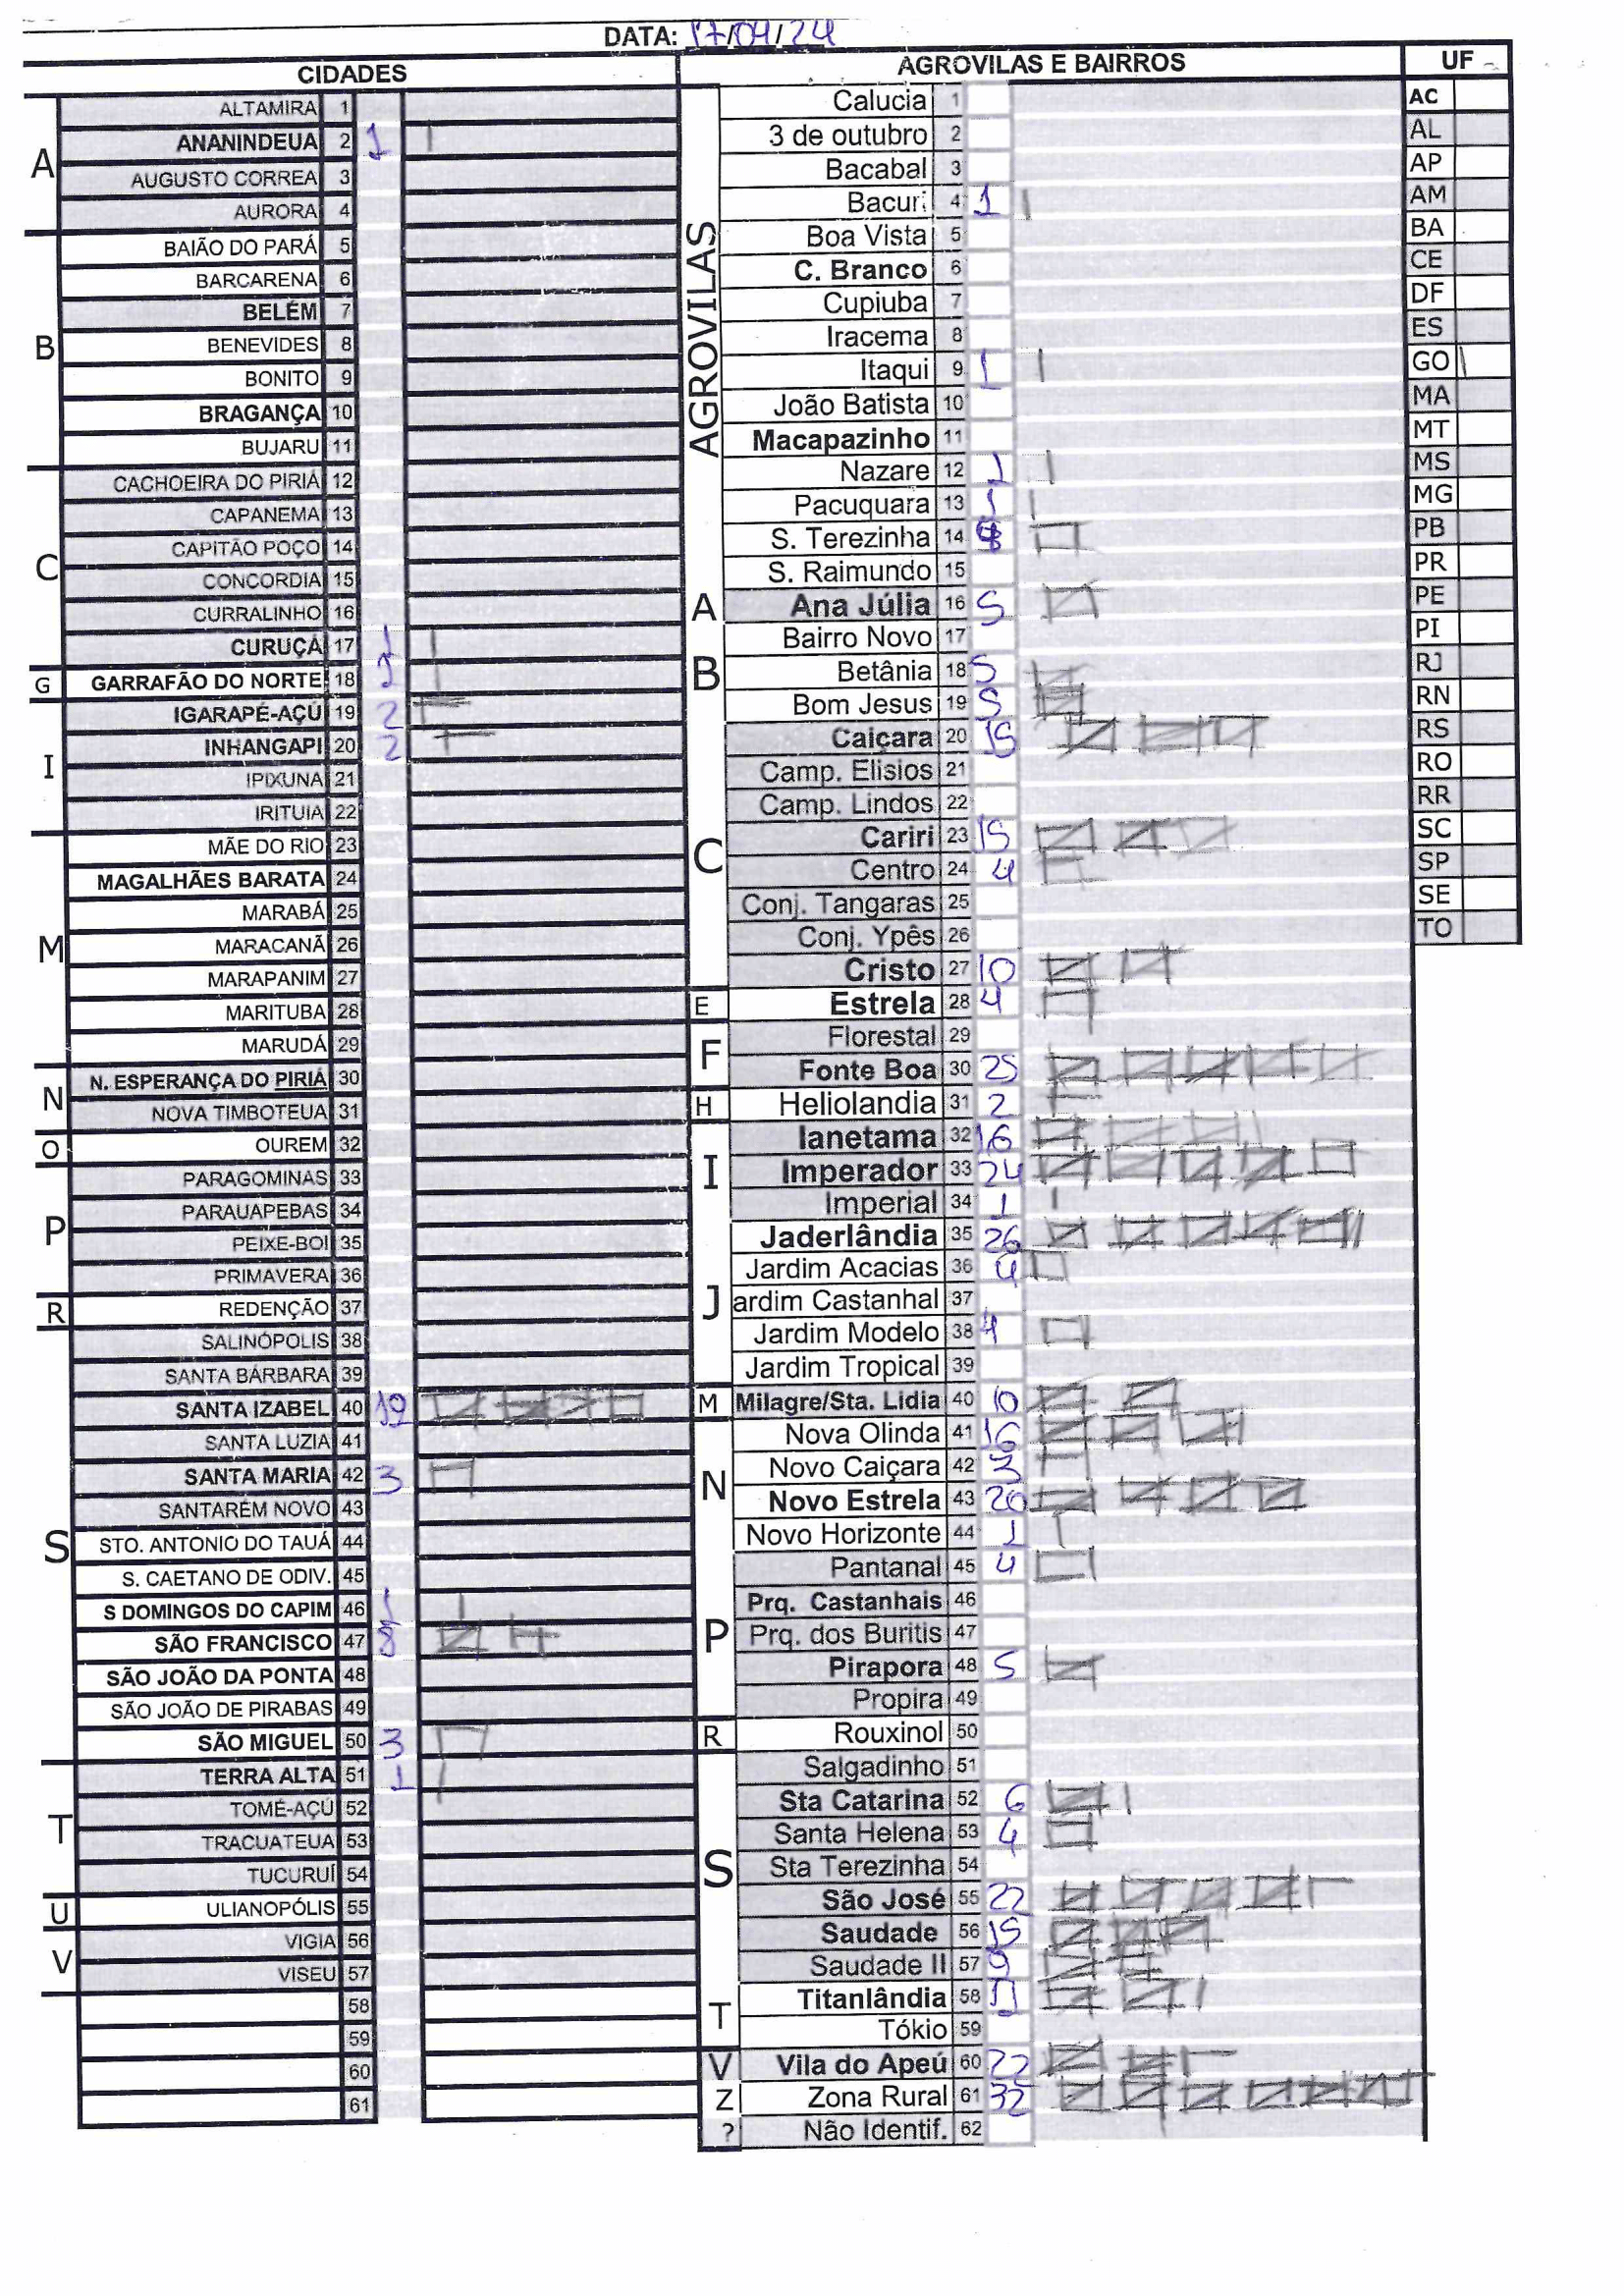 DATA: 17/04/24
CIDADES
A
ALTAMIRA 1
ANANINDEUA 2 1
AUGUSTO CORREA 3
AURORA 4
B
BAIÃO DO PARÁ 5
BARCARENA 6
BELÉM 7
BENEVIDES 8
BONITO 9
BRAGANÇA 10
BUJARU 11
C
CACHOEIRA DO PIRIÁ 12
CAPANEMA 13
CAPITÃO POÇO 14
CONCORDIA 15
CURRALINHO 16
CURUÇÁ 17 1
G
GARRAFÃO DO NORTE 18 1
I
IGARAPÉ-AÇÚ 19 2
INHANGAPI 20 2
IPIXUNA 21
IRITUIA 22
M
MÃE DO RIO 23
MAGALHÃES BARATA 24
MARABÁ 25
MARACANÃ 26
MARAPANIM 27
MARITUBA 28
MARUDÁ 29
N
N. ESPERANÇA DO PIRIÁ 30
NOVA TIMBOTEUA 31
O
OUREM 32
P
PARAGOMINAS 33
PARAUAPEBAS 34
PEIXE-BOI 35
PRIMAVERA 36
R
REDENÇÃO 37
S
SALINÓPOLIS 38
SANTA BÁRBARA 39
SANTA IZABEL 40 19
SANTA LUZIA 41
SANTA MARIA 42 3
SANTARÉM NOVO 43
STO. ANTONIO DO TAUÁ 44
S. CAETANO DE ODIV. 45
S DOMINGOS DO CAPIM 46 1
SÃO FRANCISCO 47 8
SÃO JOÃO DA PONTA 48
SÃO JOÃO DE PIRABAS 49
SÃO MIGUEL 50 3
T
TERRA ALTA 51 1
TOMÉ-AÇÚ 52
TRACUATEUA 53
TUCURUÍ 54
U
ULIANOPÓLIS 55
V
VIGIA 56
VISEU 57
58
59
60
61
AGROVILAS E BAIRROS
AGROVILAS
Calucia 1
3 de outubro 2
Bacabal 3
Bacuri 4 1
Boa Vista 5
C. Branco 6
Cupiuba 7
Iracema 8
Itaqui 9 1
João Batista 10
Macapazinho 11
Nazare 12 1
Pacuquara 13 1
S. Terezinha 14
S. Raimundo 15
A
Ana Júlia 16 5
B
Bairro Novo 17
Betânia 18 5
Bom Jesus 19 5
C
Caiçara 20 15
Camp. Elisios 21
Camp. Lindos 22
Cariri 23 15
Centro 24 4
Conj. Tangaras 25
Conj. Ypês 26
Cristo 27 10
E
Estrela 28 4
F
Florestal 29
Fonte Boa 30 25
H
Heliolandia 31 2
I
Ianetama 32 16
Imperador 33 24
Imperial 34 1
J
Jaderlândia 35 26
Jardim Acacias 36 4
ardim Castanhal 37
Jardim Modelo 38 4
Jardim Tropical 39
M
Milagre/Sta. Lidia 40 10
N
Nova Olinda 41 16
Novo Caiçara 42 3
Novo Estrela 43 20
Novo Horizonte 44 1
P
Pantanal 45 4
Prq. Castanhais 46
Prq. dos Buritis 47
Pirapora 48 5
Propira 49
R
Rouxinol 50
S
Salgadinho 51
Sta Catarina 52 6
Santa Helena 53 4
Sta Terezinha 54
São José 55 22
Saudade 56 15
Saudade II 57 9
T
Titanlândia 58 11
Tókio 59
V
Vila do Apeú 60 22
Z
Zona Rural 61 32
?
Não Identif. 62
UF
AC
AL
AP
AM
BA
CE
DF
ES
GO
MA
MT
MS
MG
PB
PR
PE
PI
RJ
RN
RS
RO
RR
SC
SP
SE
TO